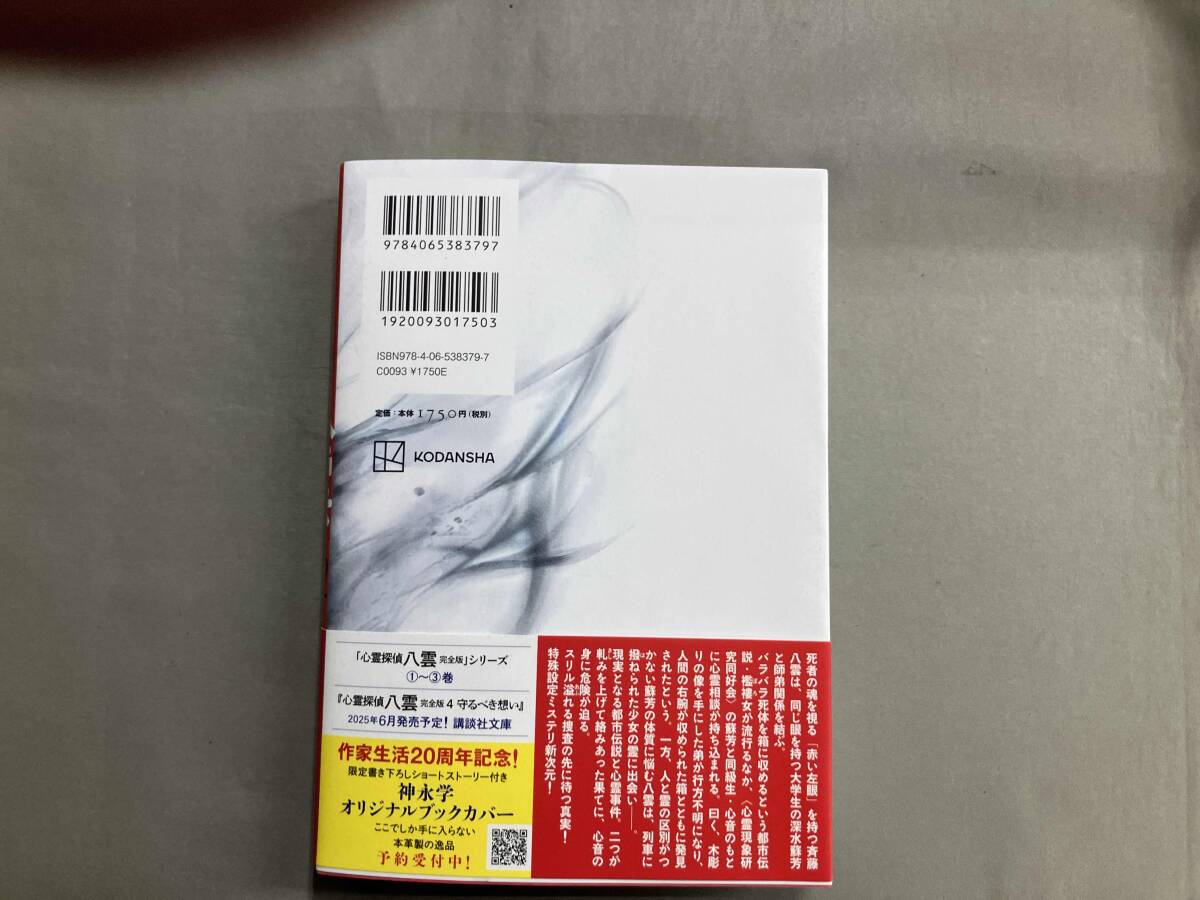 9784065383797
1920093017503
ISBN978-4-06-538379-7
C0093 ¥1750E
定価:本体1750円(税別)
KODANSHA
「心霊探偵八雲 完全版」シリーズ
①〜③巻
『心霊探偵八雲 完全版 4 守るべき想い』
2025年6月発売予定! 講談社文庫
作家生活20周年記念!
限定書き下ろしショートストーリー付き
神永学
オリジナルブックカバー
ここでしか手に入らない
本革製の逸品
予約受付中!
死者の魂を視る「赤い左眼」を持つ斉藤
八雲は、同じ眼を持つ大学生の深水蘇芳
と師弟関係を結ぶ。
バラバラ死体を箱に収めるという都市伝
説・襤褸女が流行るなか、〈心霊現象研
究同好会〉の蘇芳と同級生・心音のもと
に心霊相談が持ち込まれる。曰く、木彫
りの像を手にした弟が行方不明になり、
人間の右腕が収められた箱とともに発見
されたという。一方、人と霊の区別がつ
かない蘇芳の体質に悩む八雲は、列車に
撥ねられた少女の霊に出会い――。
現実となる都市伝説と心霊事件、二つが
軋みを上げて絡みあった果てに、心音の
身に危険が迫る。
スリル溢れる捜査の先に待つ真実!
特殊設定ミステリ新次元!